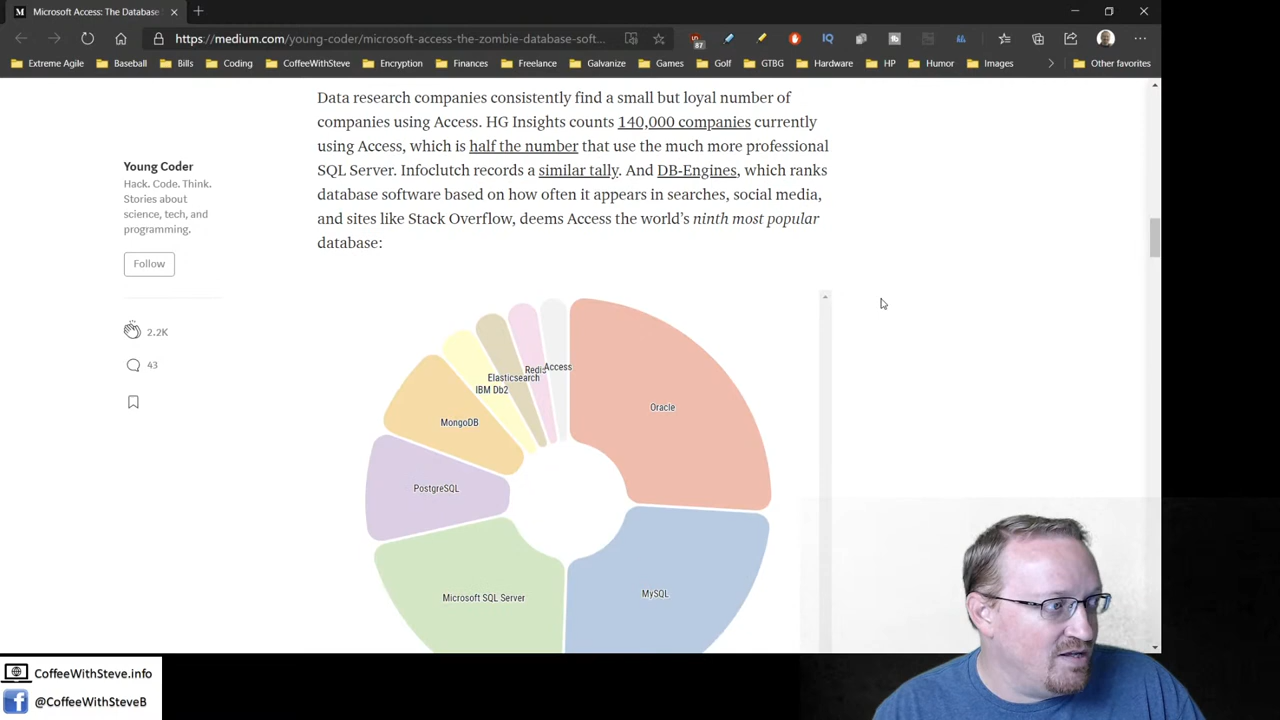 Microsoft Access: The Database
https://medium.com/young-coder/microsoft-access-the-zombie-database-soft...
87
IQ
Extreme Agile
Baseball
Bills
Coding
CoffeeWithSteve
Encryption
Finances
Freelance
Galvanize
Games
Golf
GTBG
Hardware
HP
Humor
Images
Other favorites
Data research companies consistently find a small but loyal number of
companies using Access. HG Insights counts 140,000 companies currently
using Access, which is half the number that use the much more professional
SQL Server. Infoclutch records a similar tally. And DB-Engines, which ranks
database software based on how often it appears in searches, social media,
and sites like Stack Overflow, deems Access the world’s ninth most popular
database:
Young Coder
Hack. Code. Think.
Stories about
science, tech, and
programming.
Follow
2.2K
43
Access
Redis
Elasticsearch
IBM Db2
Oracle
MongoDB
PostgreSQL
MySQL
Microsoft SQL Server
CoffeeWithSteve.info
@CoffeeWithSteveB